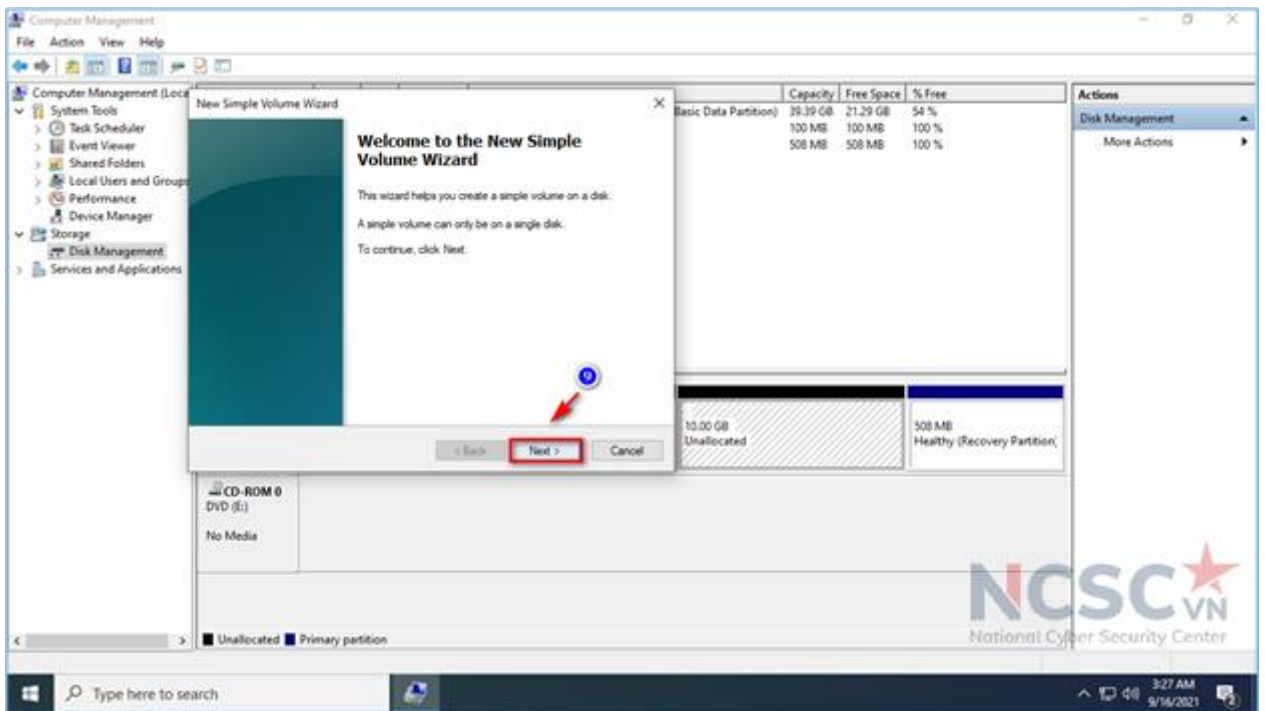 Computer Management
File Action View Help
Computer Management (Loca
System Tools
Task Scheduler
Event Viewer
Shared Folders
Local Users and Groups
Performance
Device Manager
Storage
Disk Management
Services and Applications
New Simple Volume Wizard
Welcome to the New Simple
Volume Wizard
This wizard helps you create a simple volume on a disk.
A simple volume can only be on a single disk.
To continue, click Next.
9
< Back Next > Cancel
Capacity Free Space % Free
Basic Data Partition) 39.39 GB 21.29 GB 54 %
100 MB 100 MB 100 %
508 MB 508 MB 100 %
10.00 GB
Unallocated
508 MB
Healthy (Recovery Partition)
CD-ROM 0
DVD (E:)
No Media
Unallocated Primary partition
Actions
Disk Management
More Actions
NCSC VN
National Cyber Security Center
Type here to search
3:27 AM
9/16/2021
2